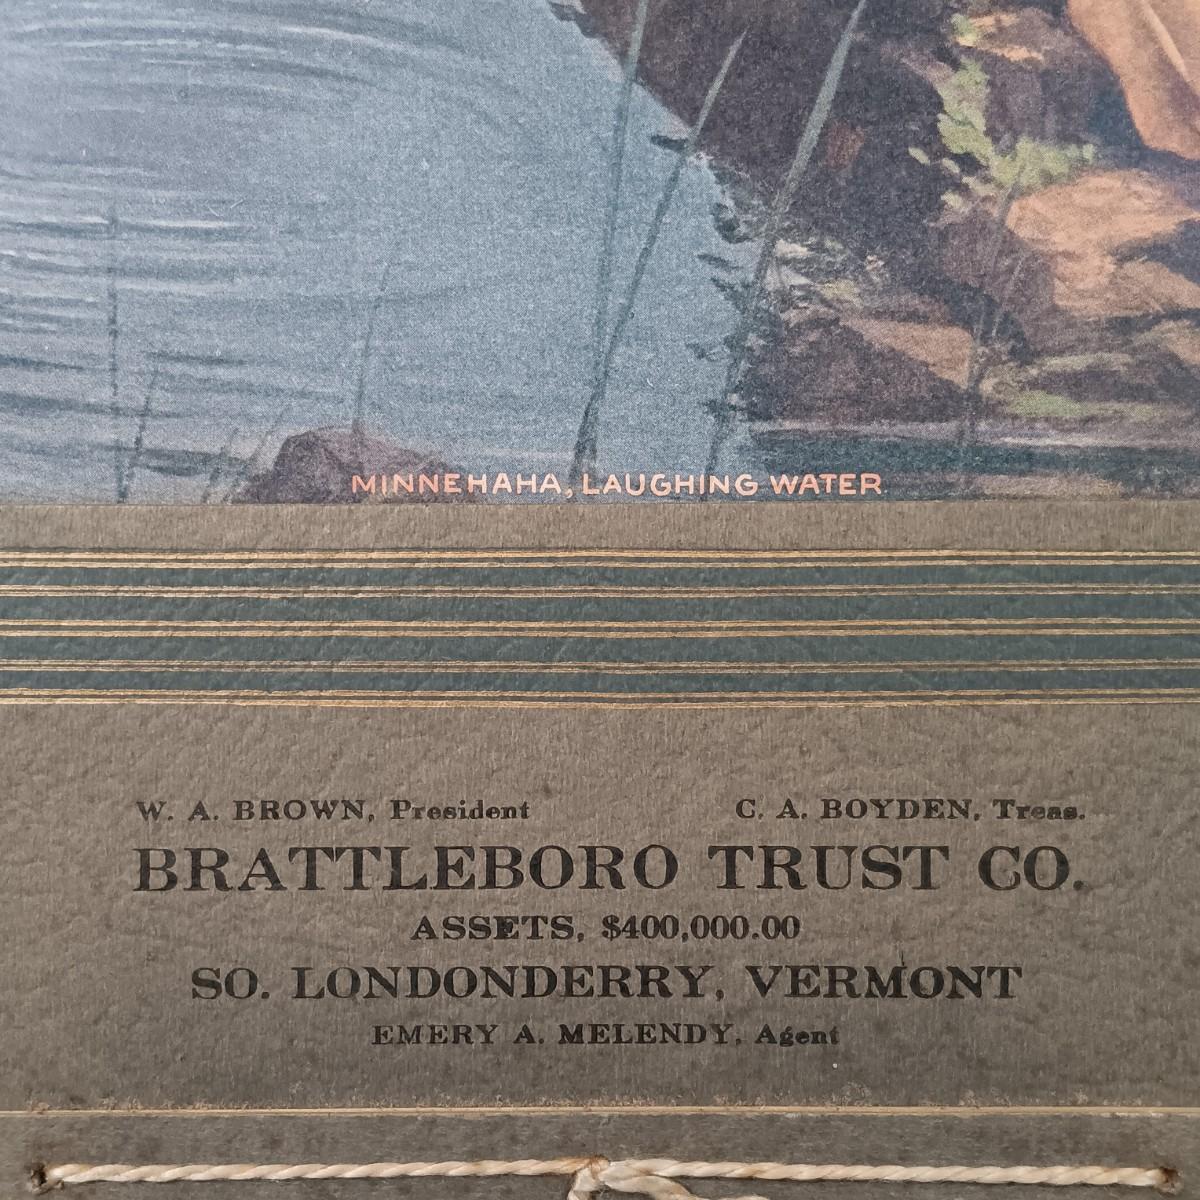 MINNEHAHA, LAUGHING WATER.
W. A. BROWN, President C. A. BOYDEN, Treas.
BRATTLEBORO TRUST CO.
ASSETS, $400,000.00
SO. LONDONDERRY, VERMONT
EMERY A. MELENDY, Agent